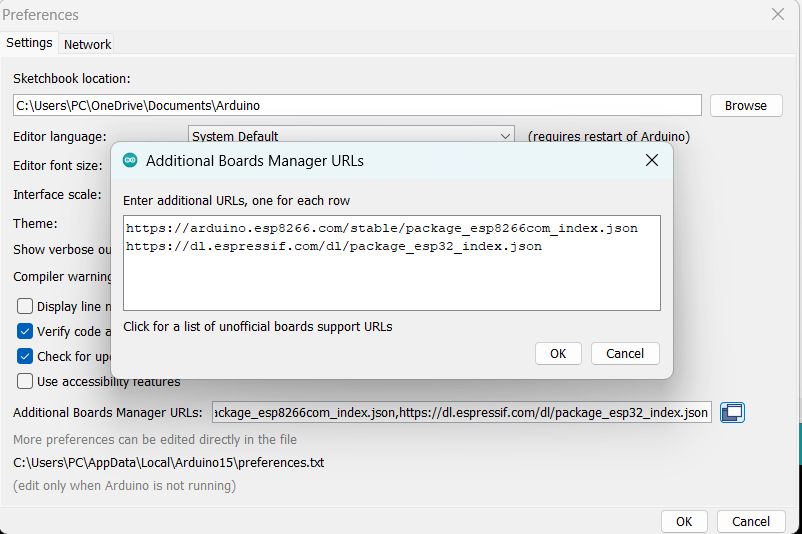 Preferences
Settings Network
Sketchbook location:
C:\Users\PC\OneDrive\Documents\Arduino Browse
Editor language: System Default (requires restart of Arduino)
Editor font size:
Interface scale:
Theme:
Show verbose ou
Compiler warning
Display line n
Verify code a
Check for up
Use accessibility features
Additional Boards Manager URLs
Enter additional URLs, one for each row
https://arduino.esp8266.com/stable/package_esp8266com_index.json
https://dl.espressif.com/dl/package_esp32_index.json
Click for a list of unofficial boards support URLs
OK Cancel
Additional Boards Manager URLs: ackage_esp8266com_index.json,https://dl.espressif.com/dl/package_esp32_index.json
More preferences can be edited directly in the file
C:\Users\PC\AppData\Local\Arduino15\preferences.txt
(edit only when Arduino is not running)
OK Cancel